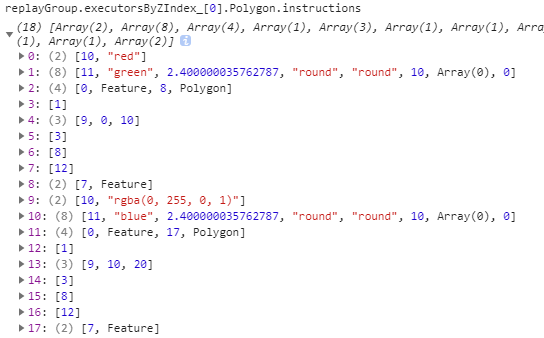 replayGroup.executorsByZIndex_[0].Polygon.instructions
(18) [Array(2), Array(8), Array(4), Array(1), Array(3), Array(1), Array(1), Arra
(1), Array(1), Array(2)] i
0: (2) [10, "red"]
1: (8) [11, "green", 2.400000035762787, "round", "round", 10, Array(0), 0]
2: (4) [0, Feature, 8, Polygon]
3: [1]
4: (3) [9, 0, 10]
5: [3]
6: [8]
7: [12]
8: (2) [7, Feature]
9: (2) [10, "rgba(0, 255, 0, 1)"]
10: (8) [11, "blue", 2.400000035762787, "round", "round", 10, Array(0), 0]
11: (4) [0, Feature, 17, Polygon]
12: [1]
13: (3) [9, 10, 20]
14: [3]
15: [8]
16: [12]
17: (2) [7, Feature]